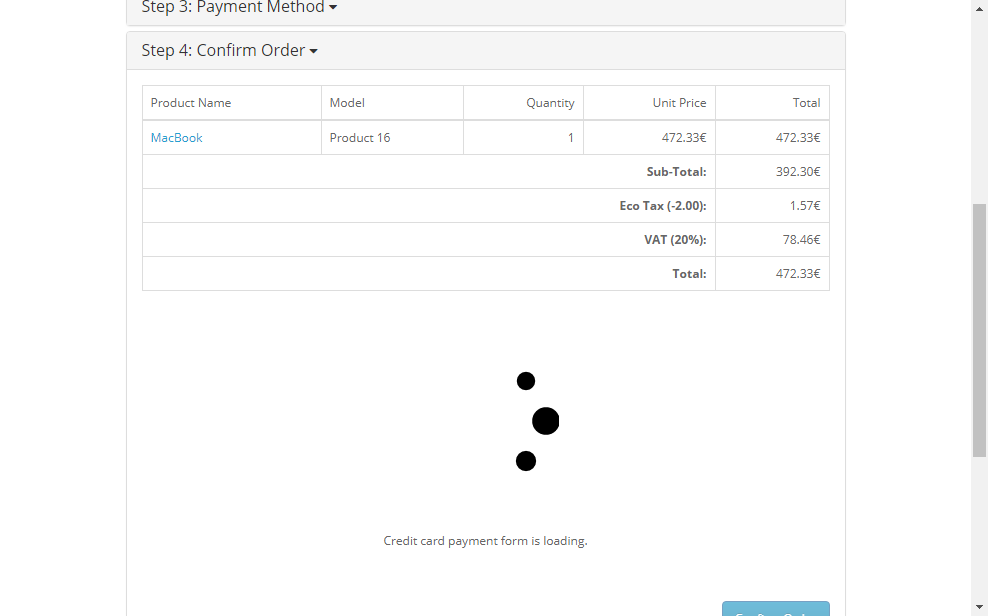 Step 3: Payment Method
Step 4: Confirm Order
Product Name Model Quantity Unit Price Total
MacBook Product 16 1 472.33€ 472.33€
Sub-Total: 392.30€
Eco Tax (-2.00): 1.57€
VAT (20%): 78.46€
Total: 472.33€
Credit card payment form is loading.